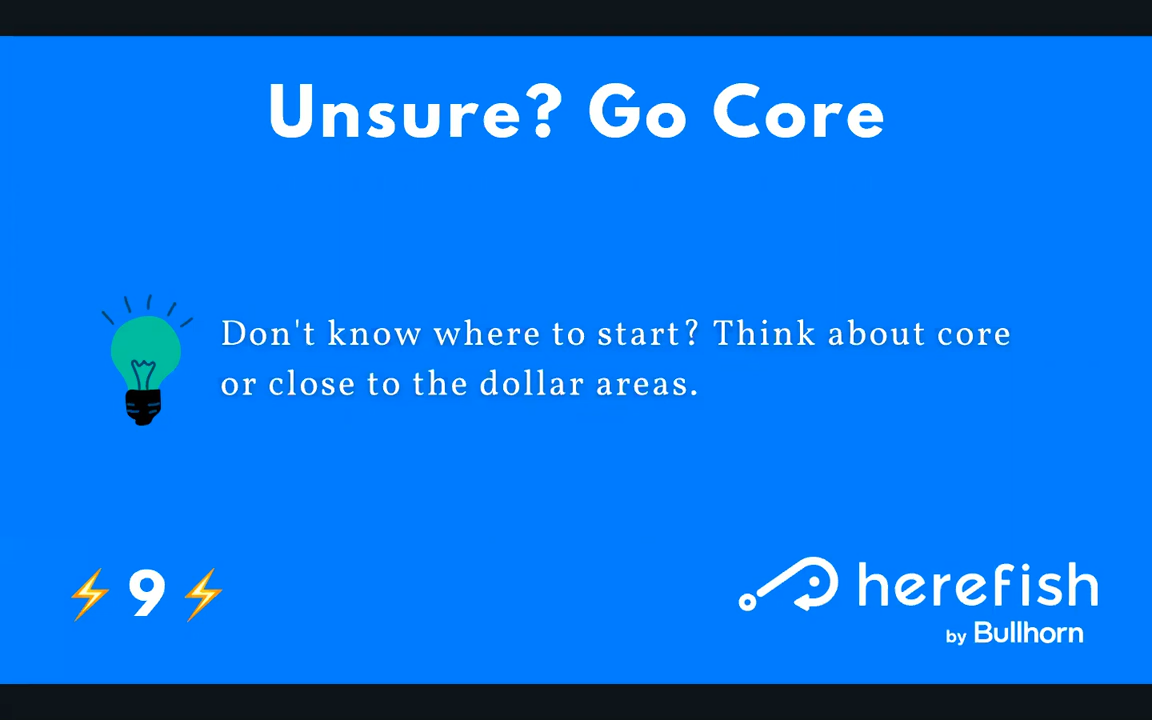 Unsure? Go Core
Don't know where to start? Think about core
or close to the dollar areas.
⚡ 9 ⚡
herefish
by Bullhorn